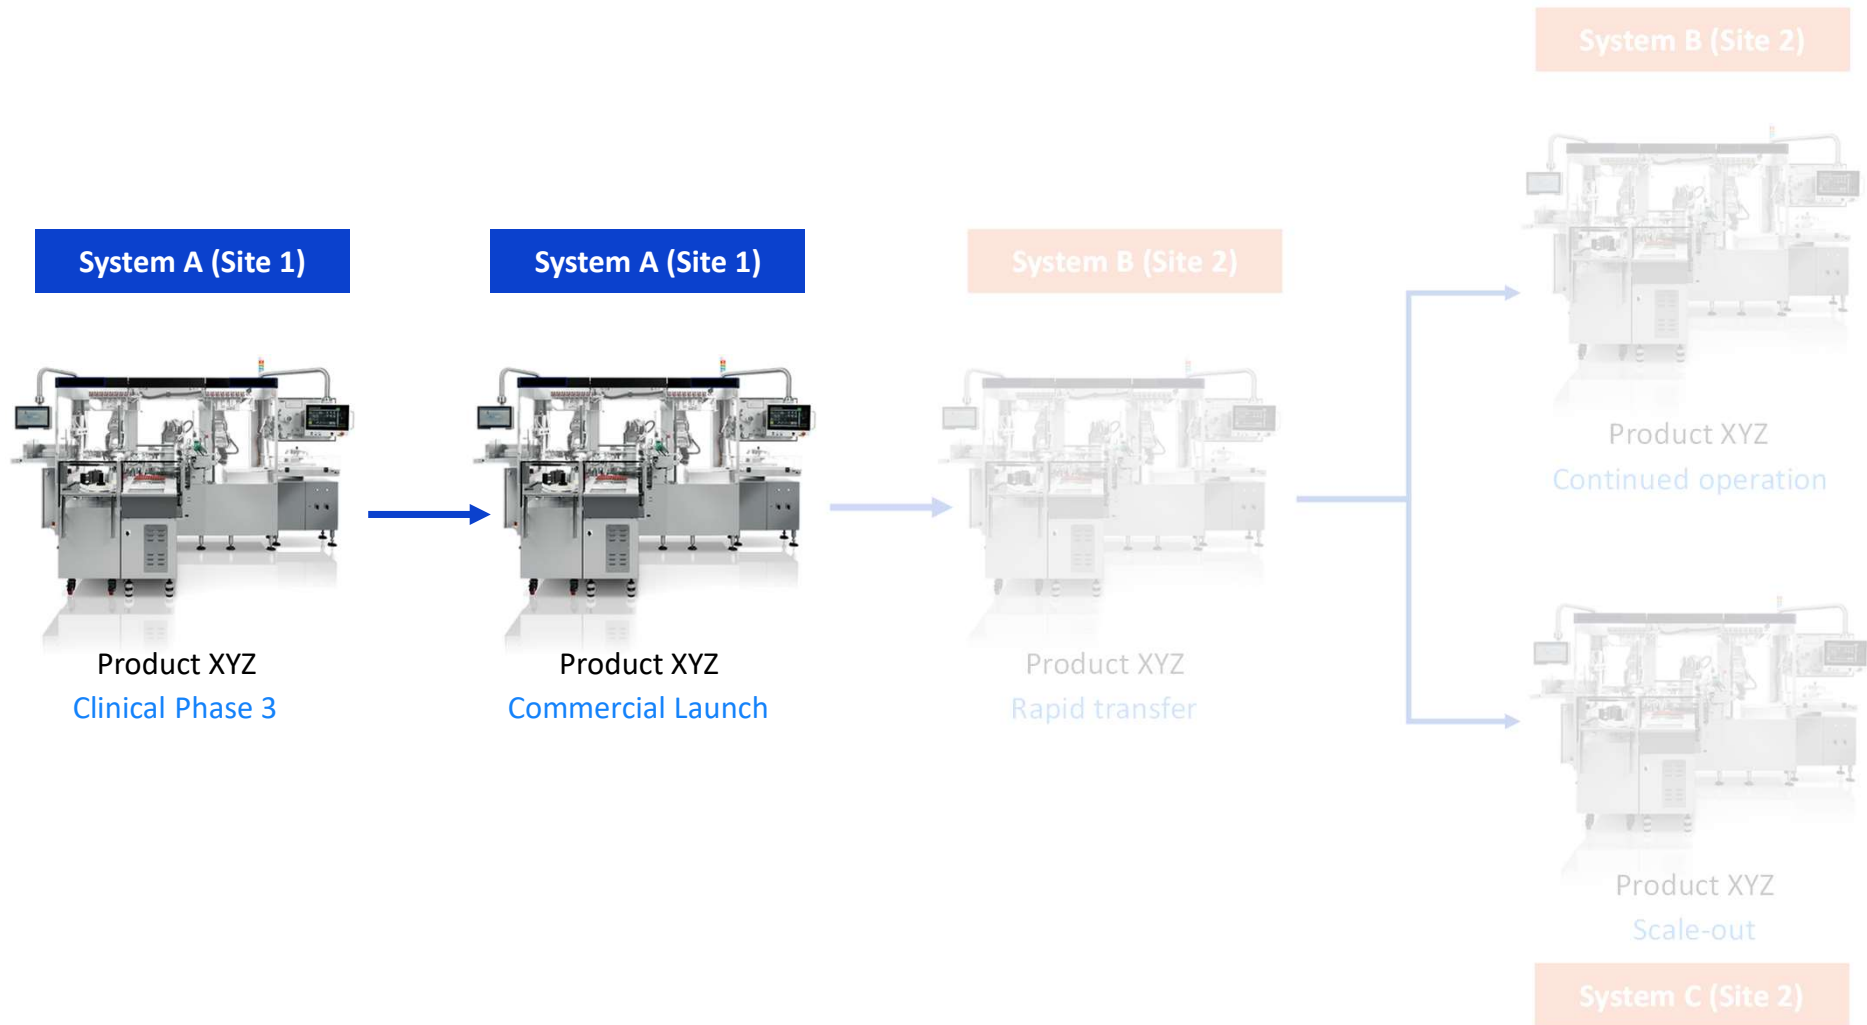 System B (Site 2)
System A (Site 1)
System A (Site 1)
System B (Site 2)
Product XYZ
Continued operation
Product XYZ
Clinical Phase 3
Product XYZ
Commercial Launch
Product XYZ
Rapid transfer
Product XYZ
Scale-out
System C (Site 2)